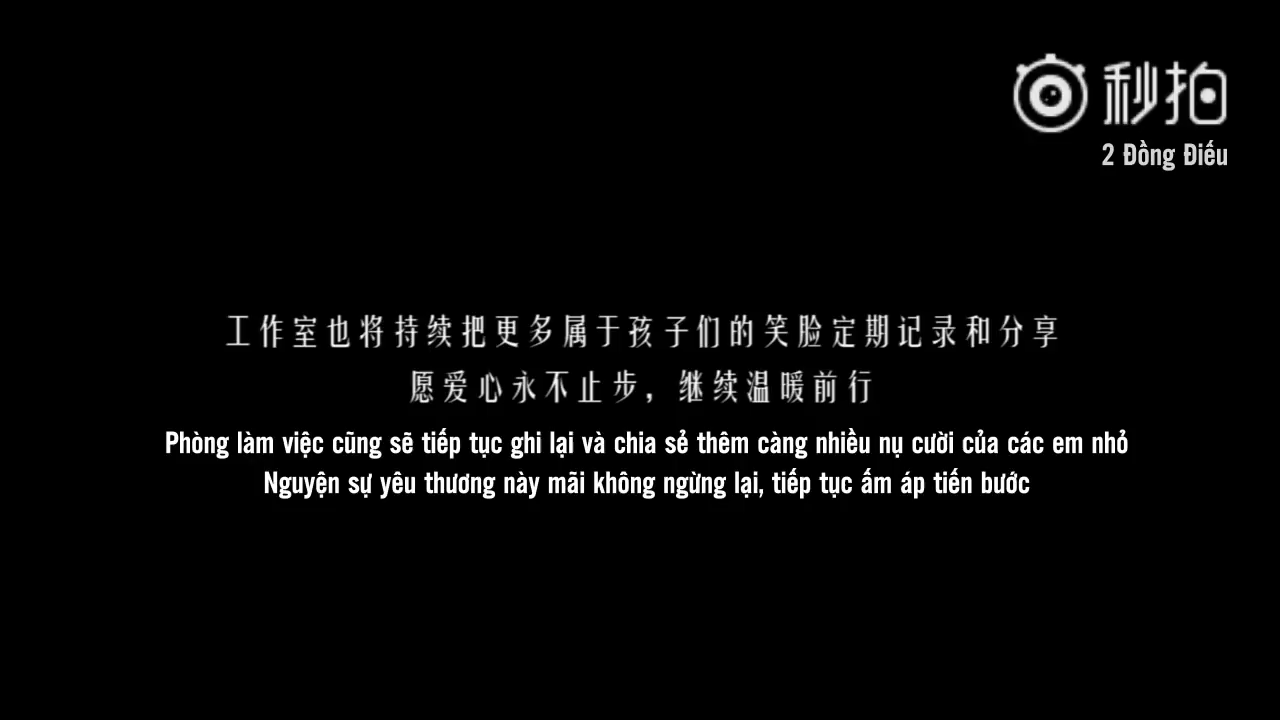 秒拍
2 Đồng Điếu
工作室也将持续把更多属于孩子们的笑脸定期记录和分享
愿爱心永不止步，继续温暖前行
Phòng làm việc cũng sẽ tiếp tục ghi lại và chia sẻ thêm càng nhiều nụ cười của các em nhỏ
Nguyện sự yêu thương này mãi không ngừng lại, tiếp tục ấm áp tiến bước